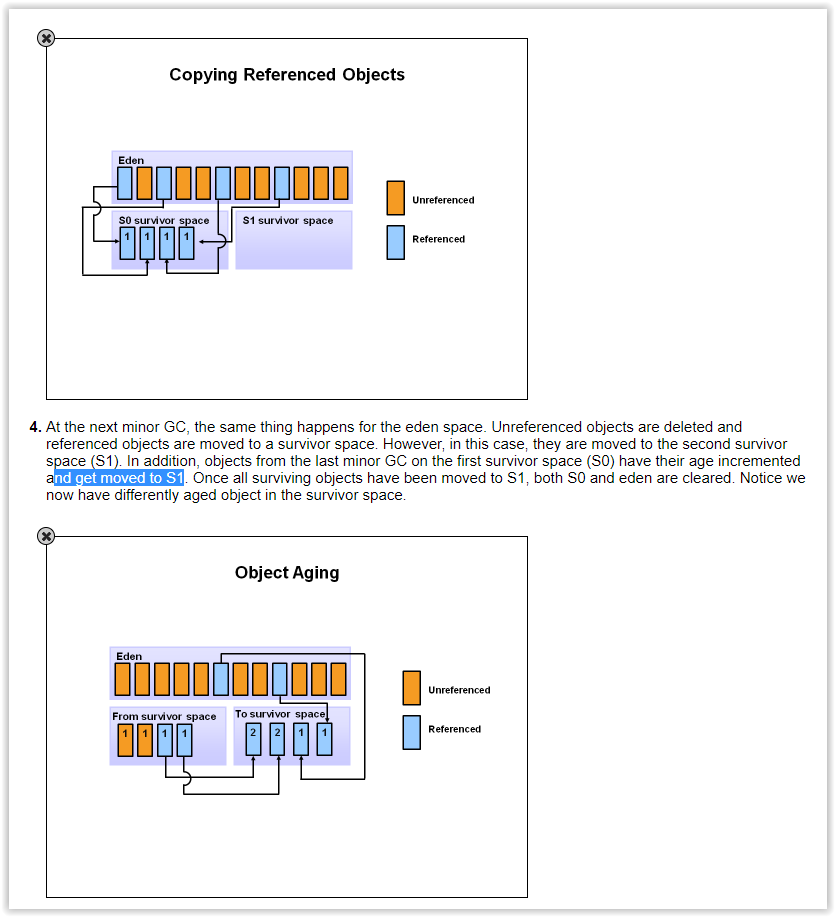 Copying Referenced Objects
Eden
S0 survivor space
S1 survivor space
1 1 1 1
Unreferenced
Referenced
4. At the next minor GC, the same thing happens for the eden space. Unreferenced objects are deleted and
referenced objects are moved to a survivor space. However, in this case, they are moved to the second survivor
space (S1). In addition, objects from the last minor GC on the first survivor space (S0) have their age incremented
and get moved to S1. Once all surviving objects have been moved to S1, both S0 and eden are cleared. Notice we
now have differently aged object in the survivor space.
Object Aging
Eden
From survivor space
To survivor space
1 1 1 1
2 2 1 1
Unreferenced
Referenced